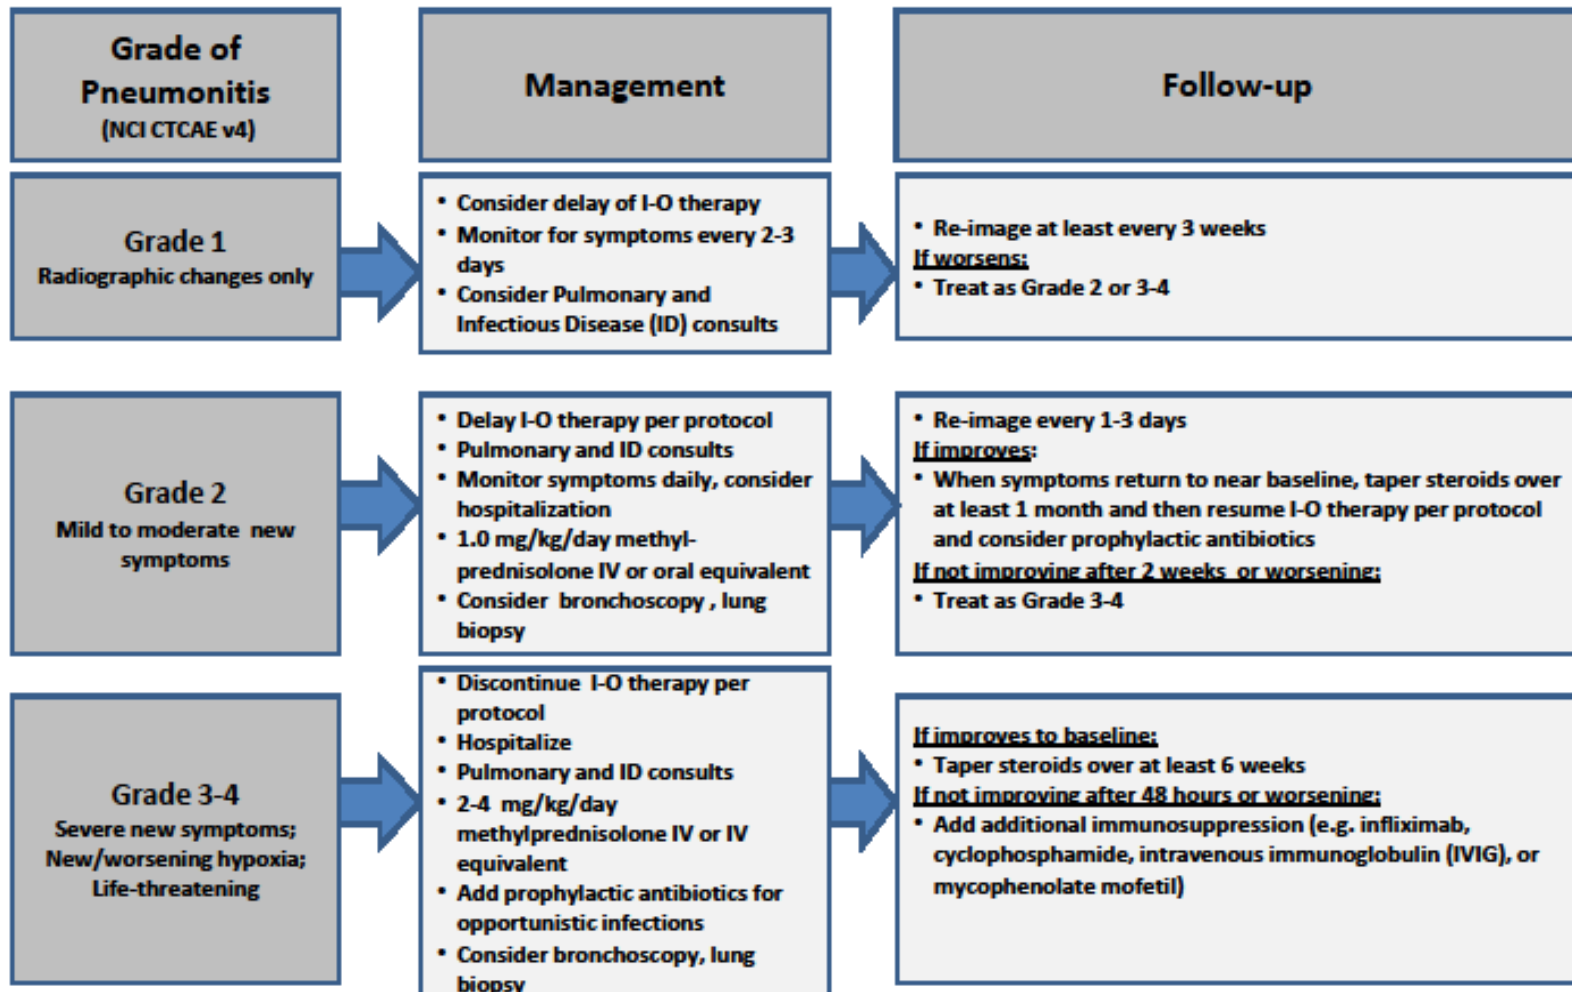 Grade of
Pneumonitis
(NCI CTCAE v4)
Management
Follow-up
Grade 1
Radiographic changes only
• Consider delay of I-O therapy
• Monitor for symptoms every 2-3
days
• Consider Pulmonary and
Infectious Disease (ID) consults
• Re-image at least every 3 weeks
If worsens:
• Treat as Grade 2 or 3-4
Grade 2
Mild to moderate new
symptoms
• Delay I-O therapy per protocol
• Pulmonary and ID consults
• Monitor symptoms daily, consider
hospitalization
• 1.0 mg/kg/day methyl-
prednisolone IV or oral equivalent
• Consider bronchoscopy , lung
biopsy
• Re-image every 1-3 days
If improves:
• When symptoms return to near baseline, taper steroids over
at least 1 month and then resume I-O therapy per protocol
and consider prophylactic antibiotics
If not improving after 2 weeks or worsening:
• Treat as Grade 3-4
Grade 3-4
Severe new symptoms;
New/worsening hypoxia;
Life-threatening
• Discontinue I-O therapy per
protocol
• Hospitalize
• Pulmonary and ID consults
• 2-4 mg/kg/day
methylprednisolone IV or IV
equivalent
• Add prophylactic antibiotics for
opportunistic infections
• Consider bronchoscopy, lung
biopsy
If improves to baseline:
• Taper steroids over at least 6 weeks
If not improving after 48 hours or worsening:
• Add additional immunosuppression (e.g. infliximab,
cyclophosphamide, intravenous immunoglobulin (IVIG), or
mycophenolate mofetil)